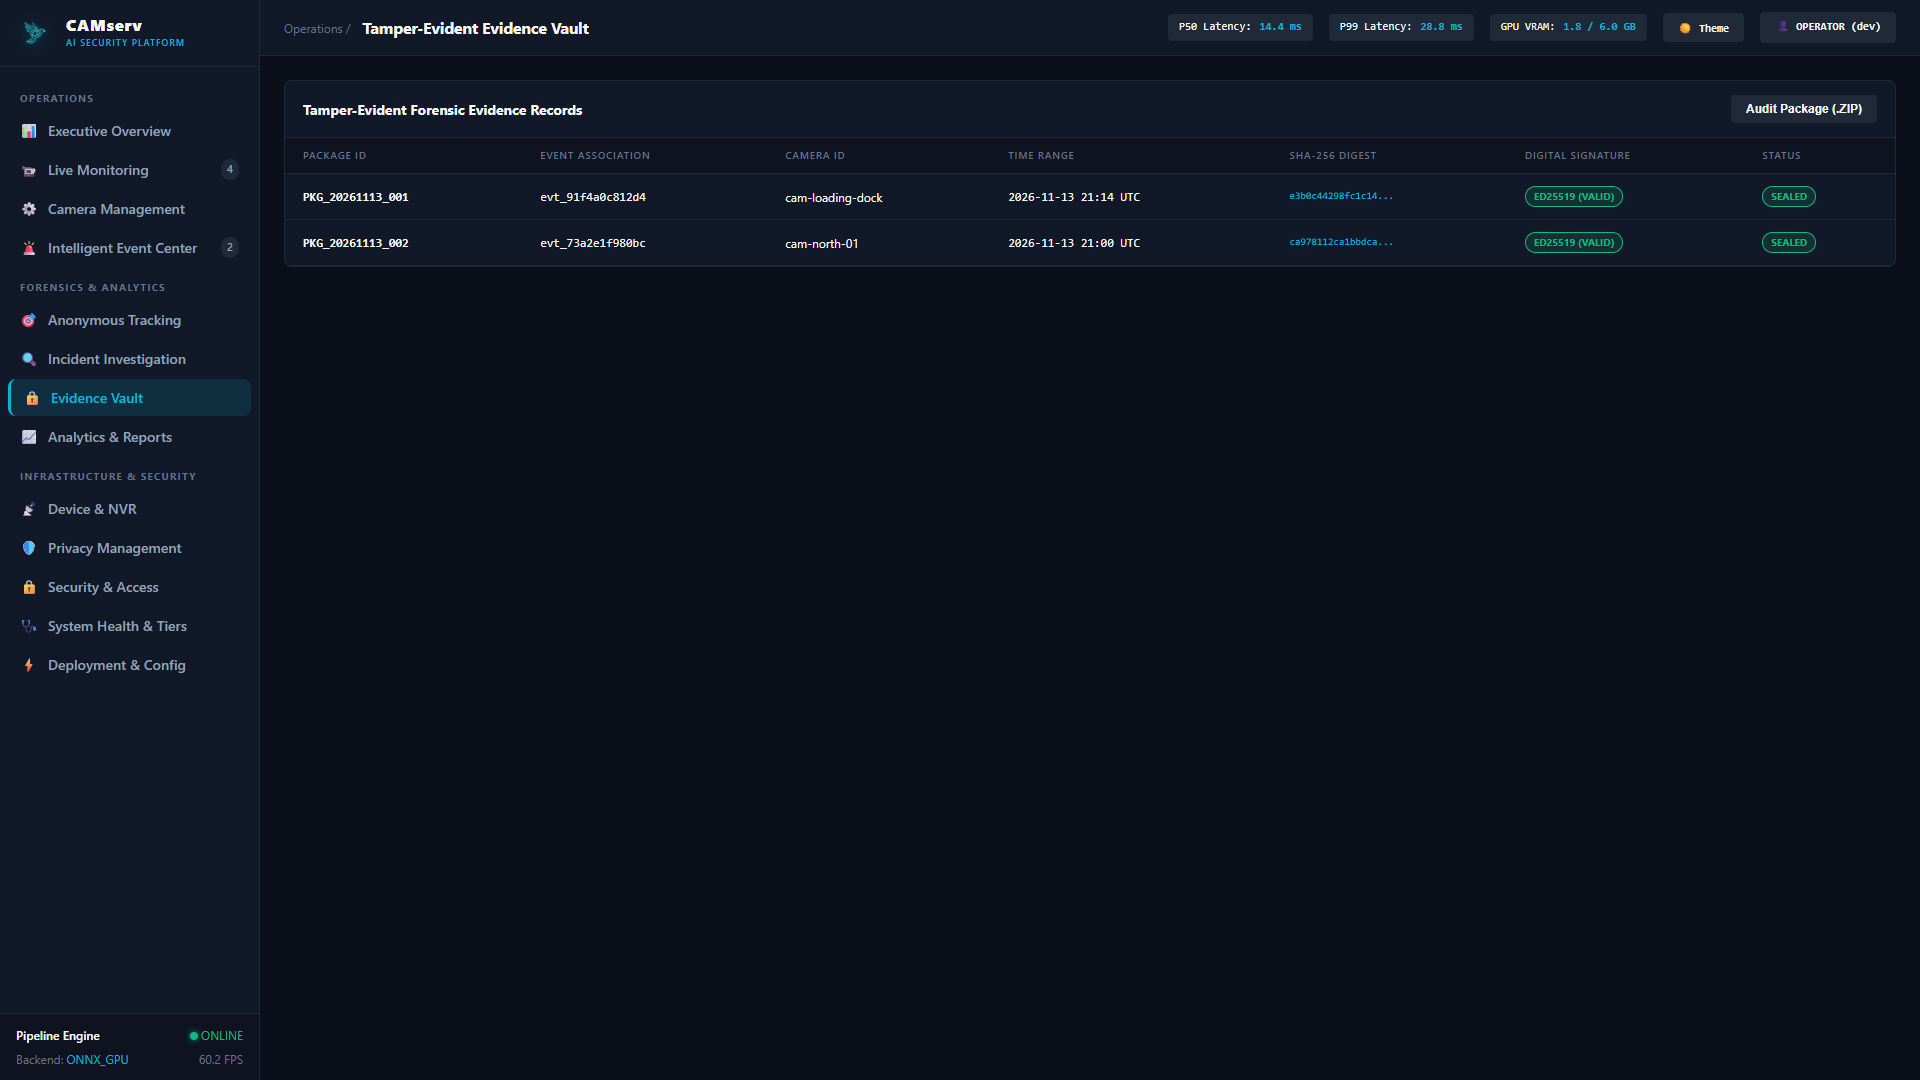 CAMserv
AI SECURITY PLATFORM
OPERATIONS
Executive Overview
Live Monitoring 4
Camera Management
Intelligent Event Center 2
FORENSICS & ANALYTICS
Anonymous Tracking
Incident Investigation
Evidence Vault
Analytics & Reports
INFRASTRUCTURE & SECURITY
Device & NVR
Privacy Management
Security & Access
System Health & Tiers
Deployment & Config
Pipeline Engine ONLINE
Backend: ONNX_GPU 60.2 FPS
Operations / Tamper-Evident Evidence Vault
P50 Latency: 14.4 ms
P99 Latency: 28.8 ms
GPU VRAM: 1.8 / 6.0 GB
Theme
OPERATOR (dev)
Tamper-Evident Forensic Evidence Records
Audit Package (.ZIP)
PACKAGE ID EVENT ASSOCIATION CAMERA ID TIME RANGE SHA-256 DIGEST DIGITAL SIGNATURE STATUS
PKG_20261113_001 evt_91f4a0c812d4 cam-loading-dock 2026-11-13 21:14 UTC e3b0c44298fc1c14... ED25519 (VALID) SEALED
PKG_20261113_002 evt_73a2e1f980bc cam-north-01 2026-11-13 21:00 UTC ca978112ca1bbdca... ED25519 (VALID) SEALED